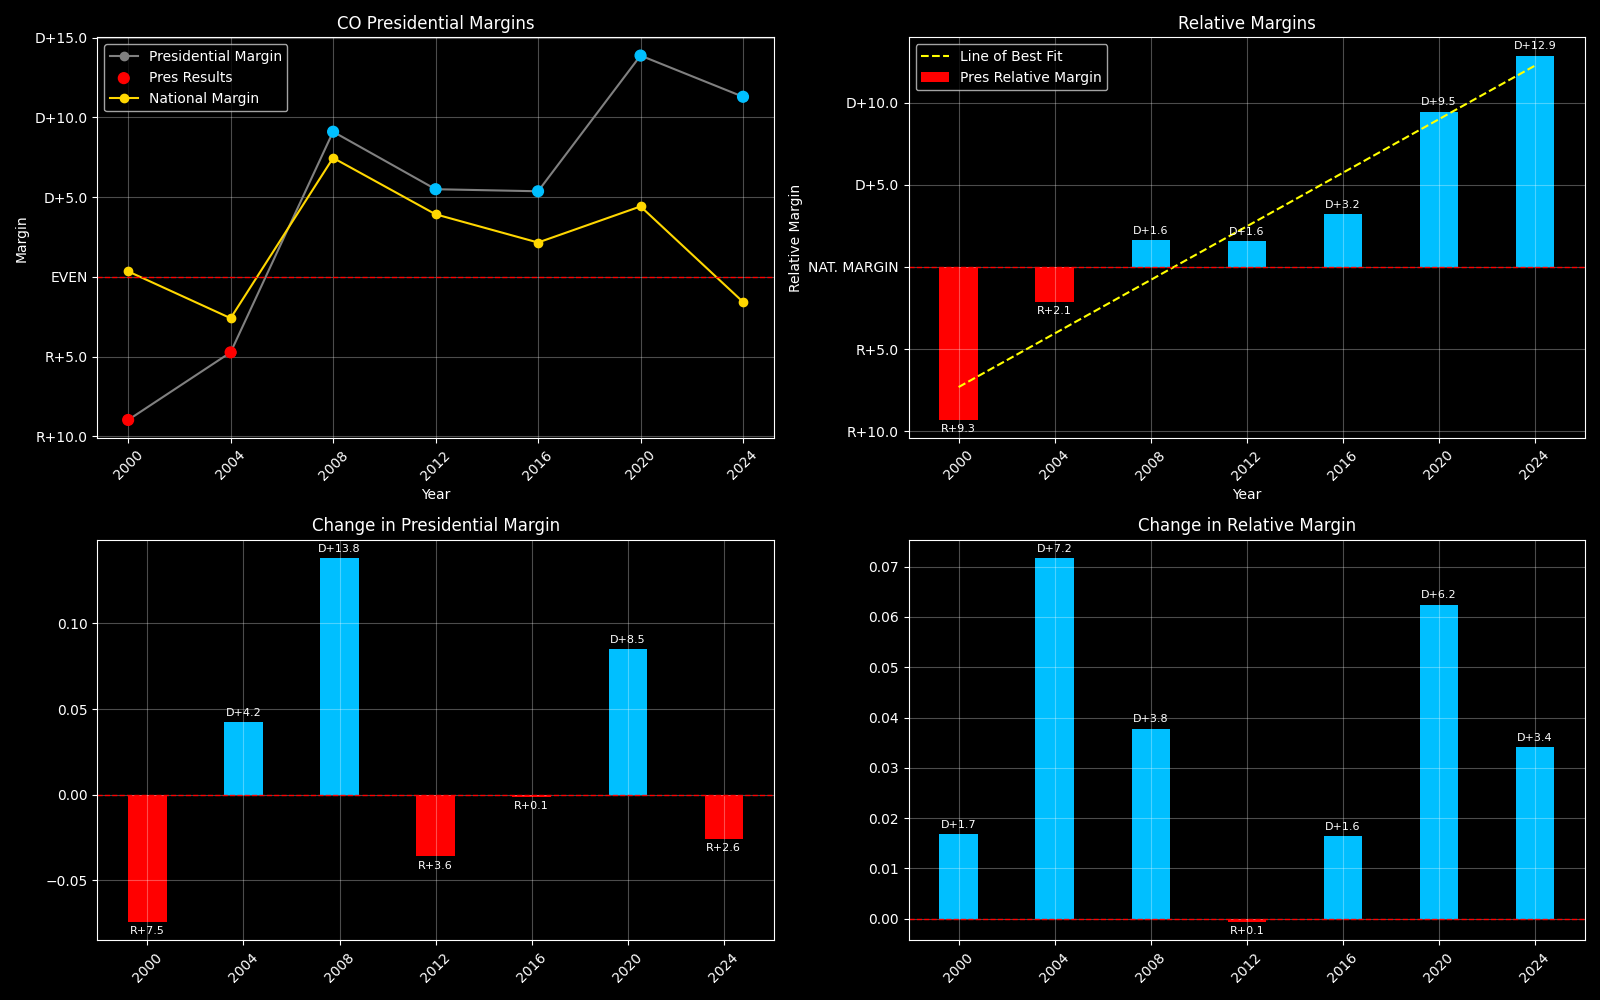 CO Presidential Margins
Presidential Margin
Pres Results
National Margin
D+15.0
D+10.0
D+5.0
EVEN
R+5.0
R+10.0
Margin
2000
2004
2008
2012
2016
2020
2024
Year
Relative Margins
Line of Best Fit
Pres Relative Margin
D+10.0
D+5.0
NAT. MARGIN
R+5.0
R+10.0
Relative Margin
R+9.3
R+2.1
D+1.6
D+1.6
D+3.2
D+9.5
D+12.9
2000
2004
2008
2012
2016
2020
2024
Year
Change in Presidential Margin
0.10
0.05
0.00
−0.05
R+7.5
D+4.2
D+13.8
R+3.6
R+0.1
D+8.5
R+2.6
2000
2004
2008
2012
2016
2020
2024
Change in Relative Margin
0.07
0.06
0.05
0.04
0.03
0.02
0.01
0.00
D+1.7
D+7.2
D+3.8
R+0.1
D+1.6
D+6.2
D+3.4
2000
2004
2008
2012
2016
2020
2024